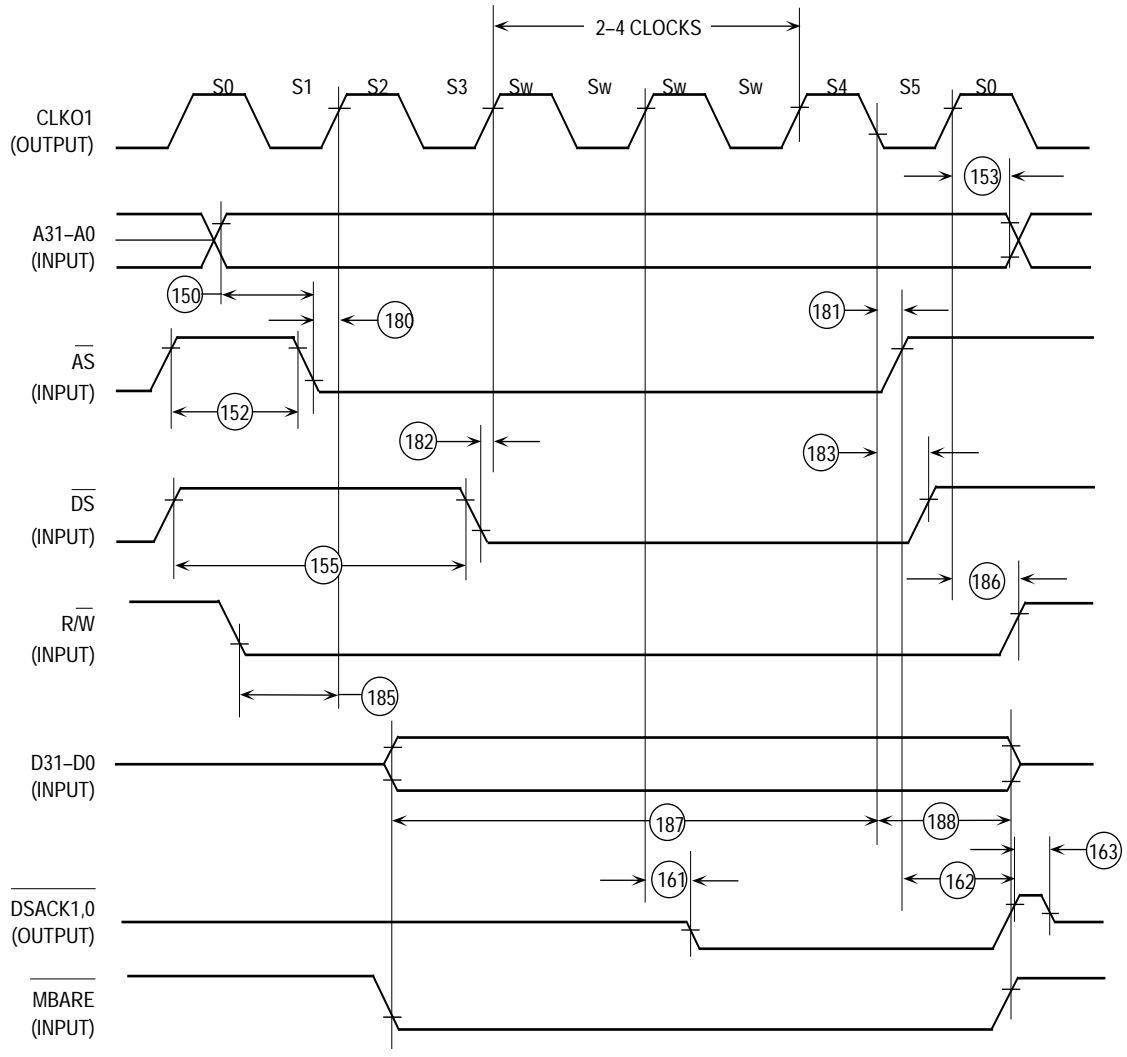 2–4 CLOCKS
S0 S1 S2 S3 Sw Sw Sw Sw S4 S5 S0
CLKO1
(OUTPUT)
153
A31–A0
(INPUT)
150
180
181
AS
(INPUT)
152
182
183
DS
(INPUT)
155
186
R/W
(INPUT)
185
D31–D0
(INPUT)
187
188
163
161
162
DSACK1,0
(OUTPUT)
MBARE
(INPUT)